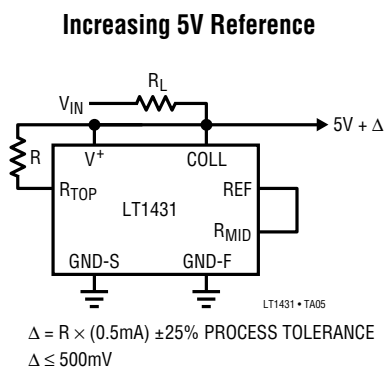 Increasing 5V Reference
R_L
V_IN
5V + Δ
R
V⁺
COLL
R_TOP
REF
LT1431
R_MID
GND-S
GND-F
LT1431 • TA05
Δ = R × (0.5mA) ±25% PROCESS TOLERANCE
Δ ≤ 500mV